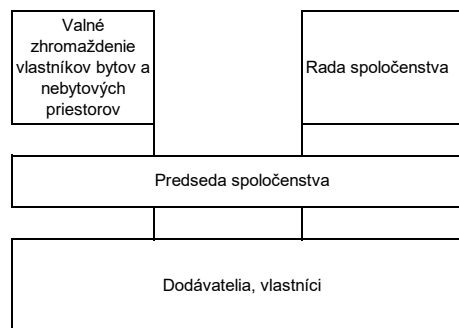 Valné
zhromaždenie
vlastníkov bytov a
nebytových
priestorov
Rada spoločenstva
Predseda spoločenstva
Dodávatelia, vlastníci